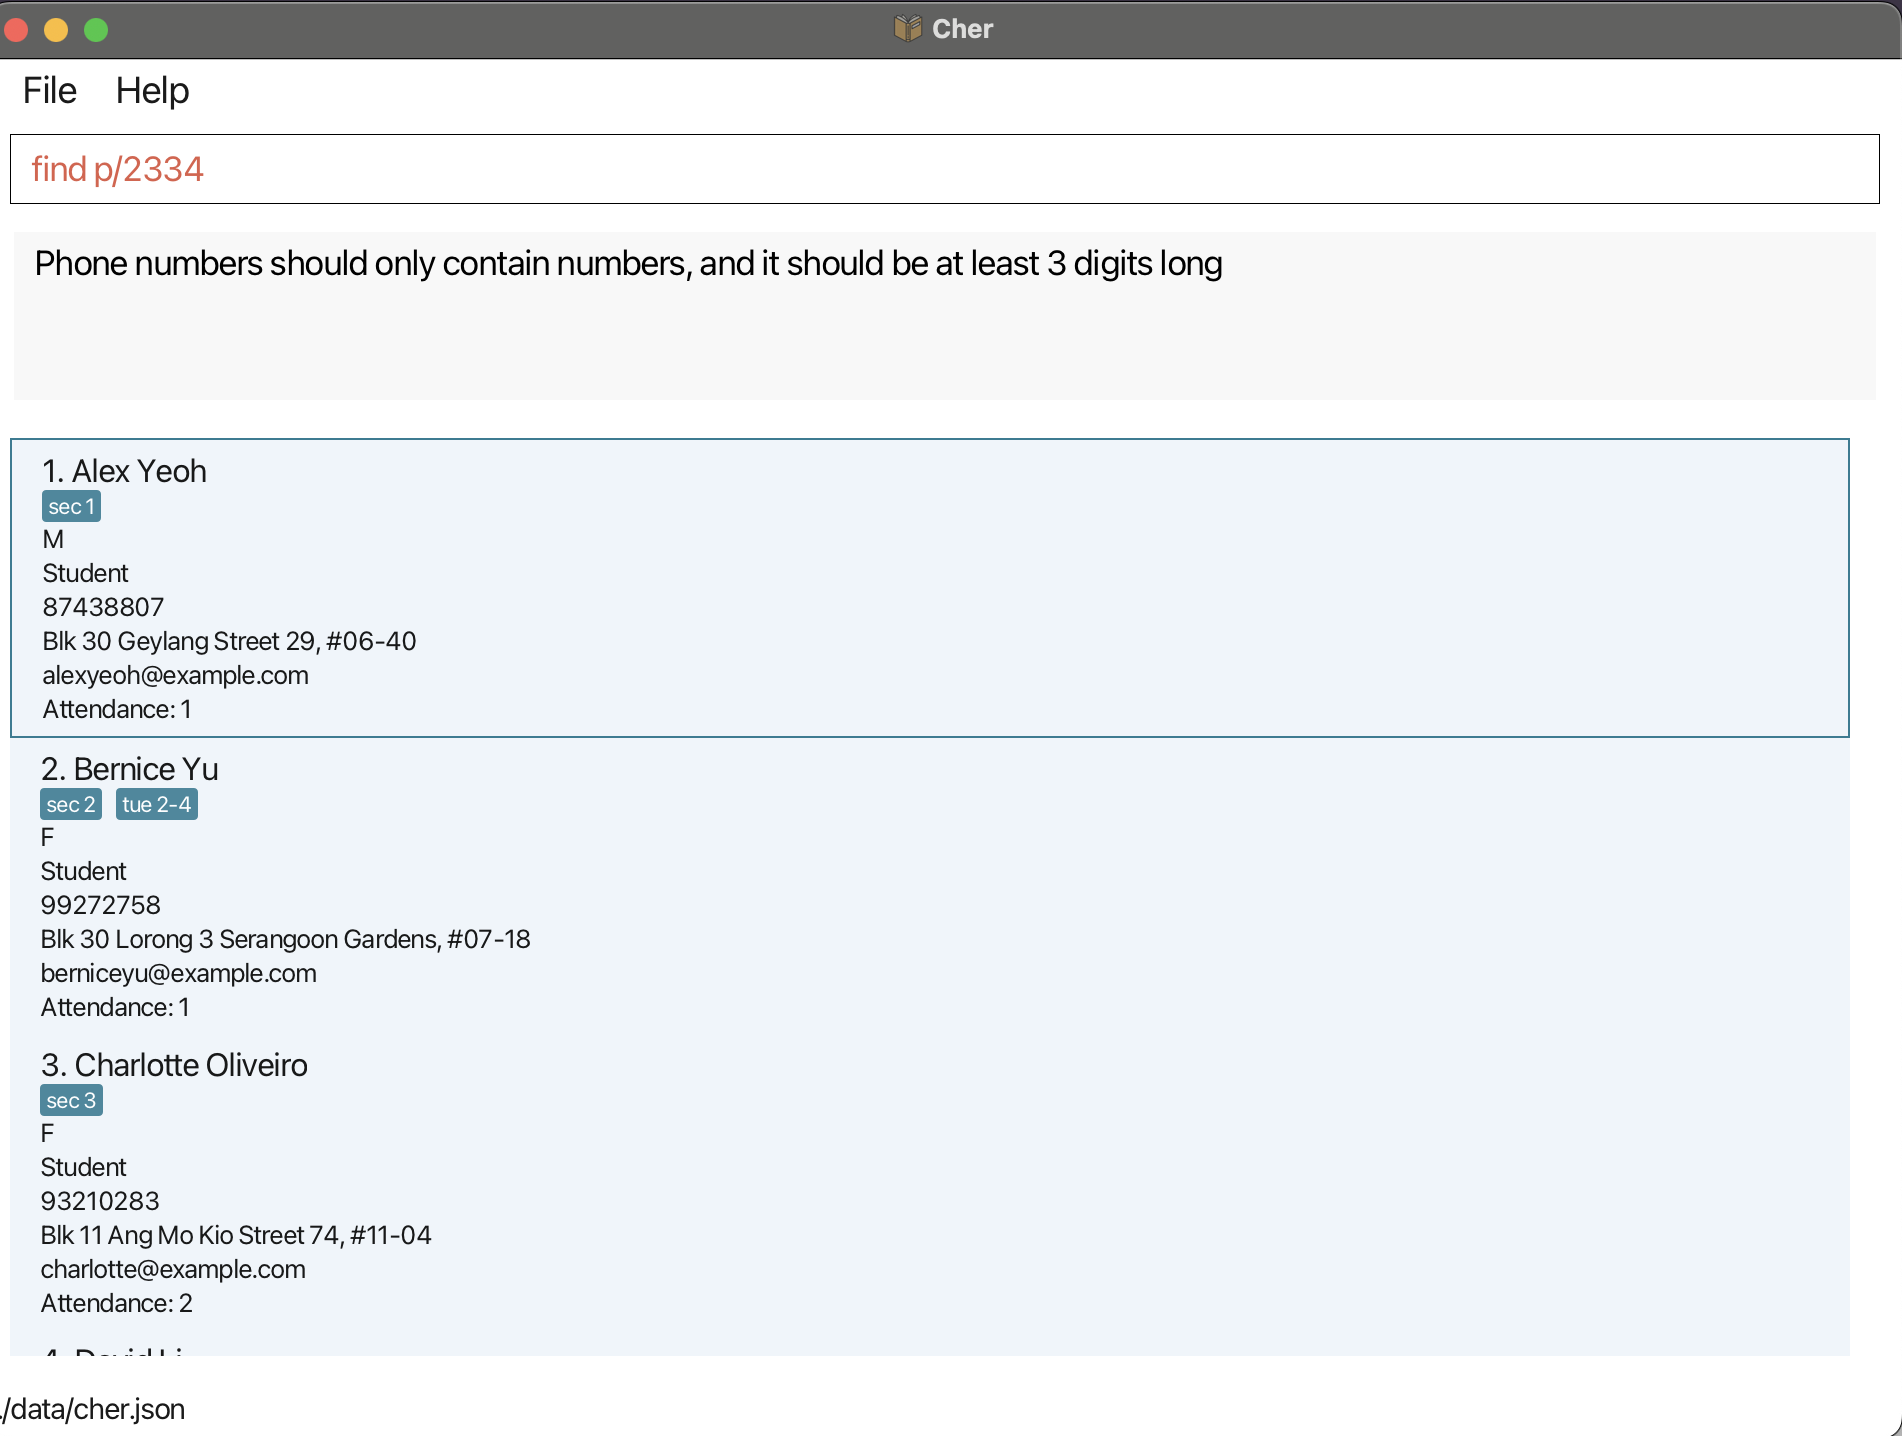 Cher
File Help
find p/2334
Phone numbers should only contain numbers, and it should be at least 3 digits long
1. Alex Yeoh
sec 1
M
Student
87438807
Blk 30 Geylang Street 29, #06-40
alexyeoh@example.com
Attendance: 1
2. Bernice Yu
sec 2 tue 2-4
F
Student
99272758
Blk 30 Lorong 3 Serangoon Gardens, #07-18
berniceyu@example.com
Attendance: 1
3. Charlotte Oliveiro
sec 3
F
Student
93210283
Blk 11 Ang Mo Kio Street 74, #11-04
charlotte@example.com
Attendance: 2
4. David Li
./data/cher.json